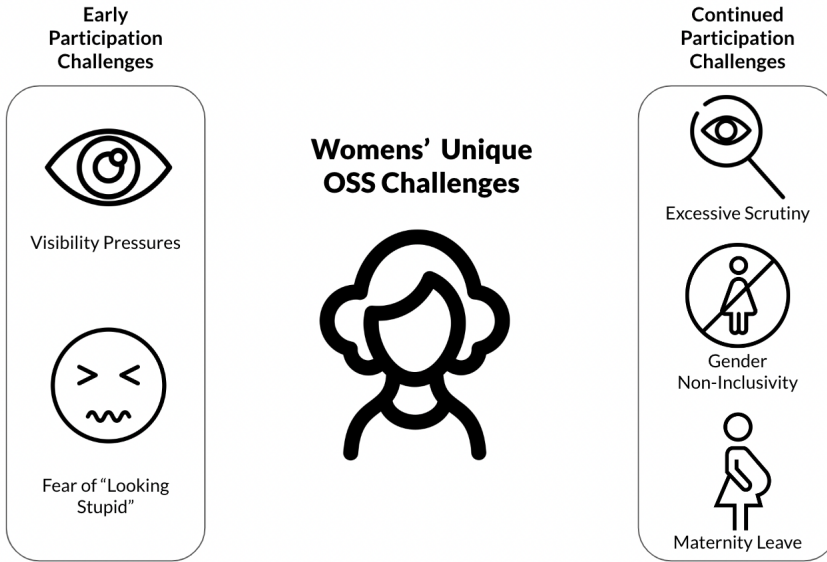 Early
Participation
Challenges
Visibility Pressures
Fear of “Looking
Stupid”
Womens’ Unique
OSS Challenges
Continued
Participation
Challenges
Excessive Scrutiny
Gender
Non-Inclusivity
Maternity Leave